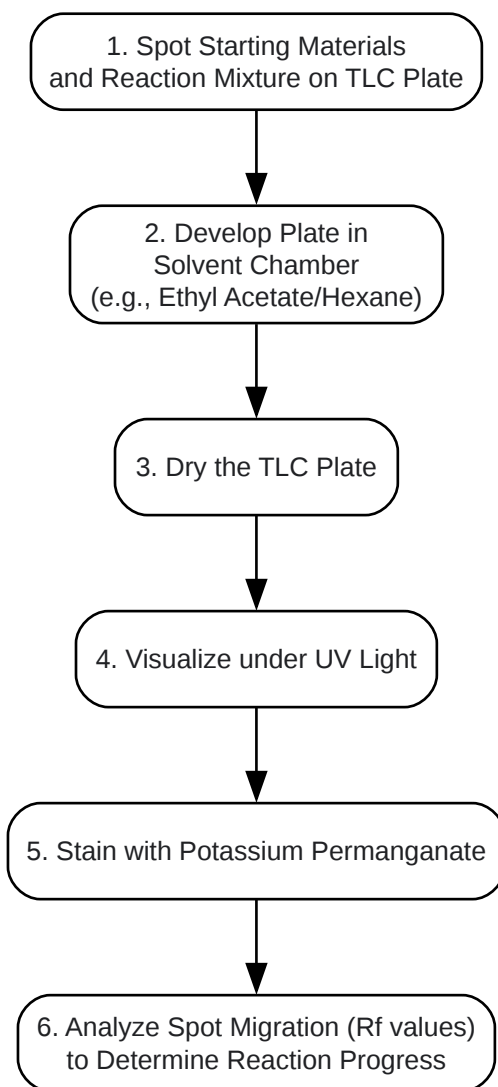 1. Spot Starting Materials
and Reaction Mixture on TLC Plate
2. Develop Plate in
Solvent Chamber
(e.g., Ethyl Acetate/Hexane)
3. Dry the TLC Plate
4. Visualize under UV Light
5. Stain with Potassium Permanganate
6. Analyze Spot Migration (Rf values)
to Determine Reaction Progress